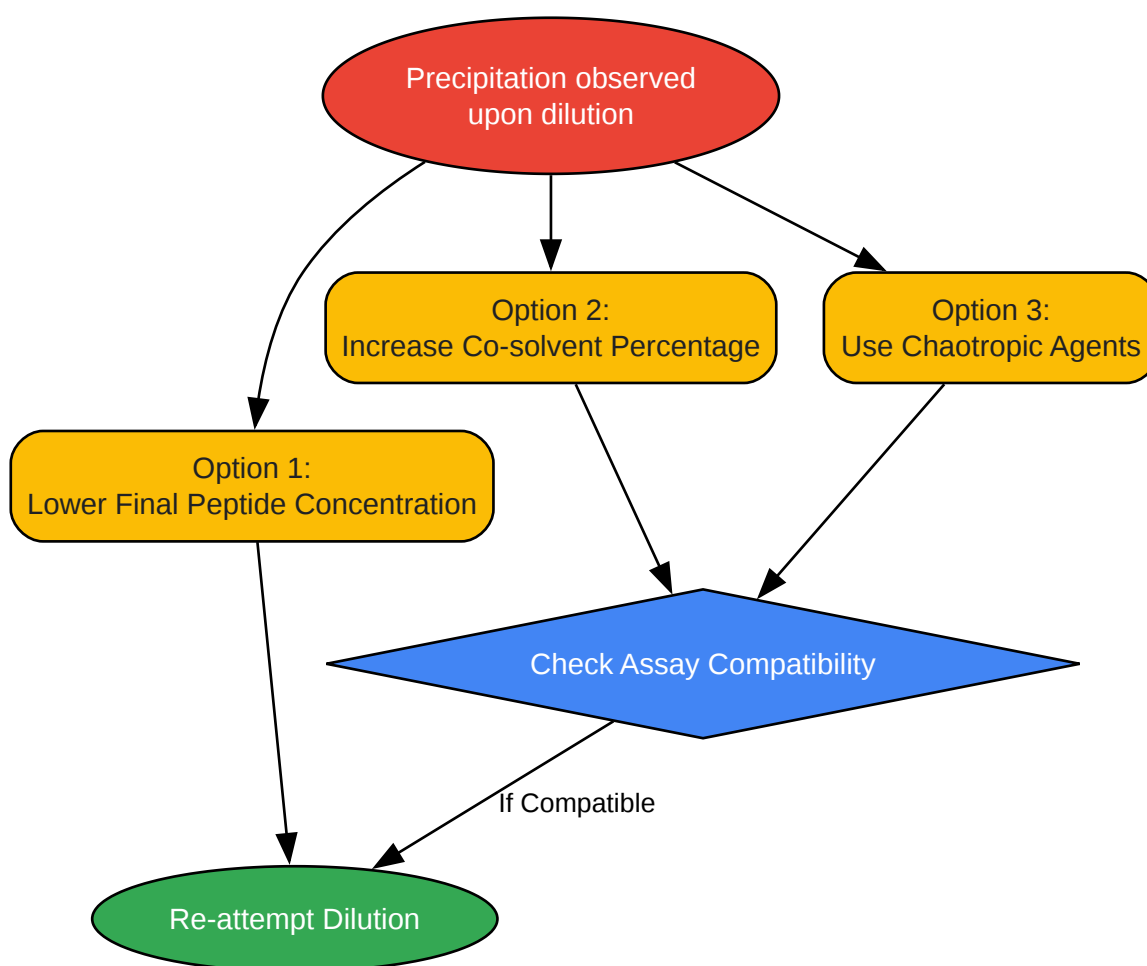 Precipitation observed
upon dilution
Option 2:
Increase Co-solvent Percentage
Option 3:
Use Chaotropic Agents
Option 1:
Lower Final Peptide Concentration
Check Assay Compatibility
If Compatible
Re-attempt Dilution